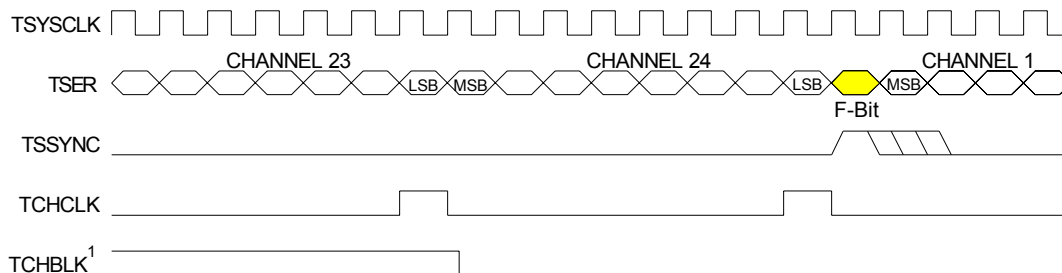 TSYSCLK
CHANNEL 23 CHANNEL 24 CHANNEL 1
TSER LSB MSB LSB MSB
F-Bit
TSSYNC
TCHCLK
TCHBLK1